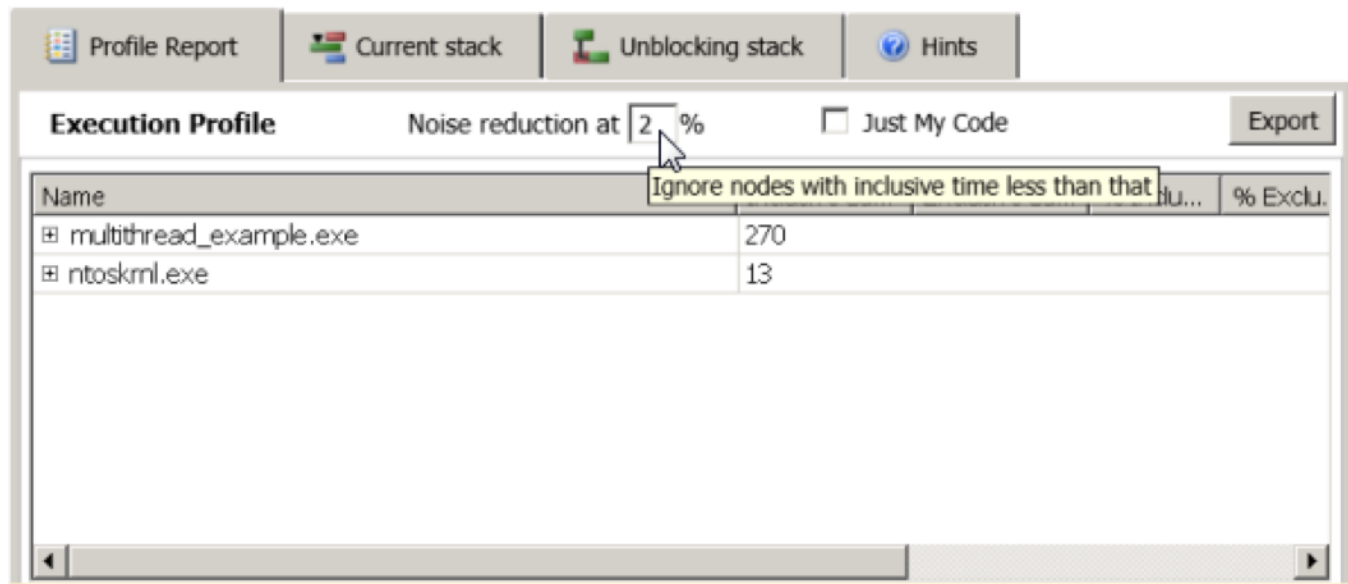 Profile Report Current stack Unblocking stack Hints
Execution Profile Noise reduction at 2 % Just My Code Export
Ignore nodes with inclusive time less than that
Name % Exclu.
multithread_example.exe 270
ntoskrnl.exe 13